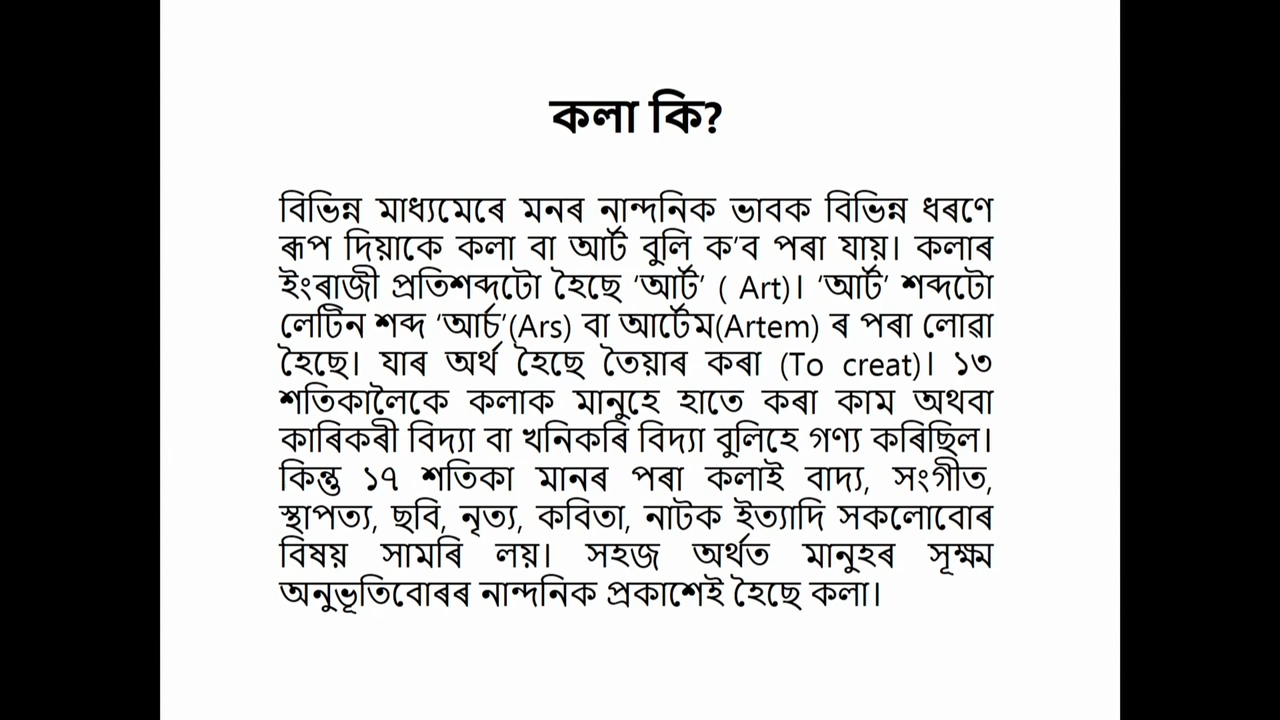 কলা কি?
বিভিন্ন মাধ্যমেৰে মনৰ নান্দনিক ভাবক বিভিন্ন ধৰণে
ৰূপ দিয়াকে কলা বা আৰ্ট বুলি ক'ব পৰা যায়। কলাৰ
ইংৰাজী প্ৰতিশব্দটো হৈছে ‘আৰ্ট’ ( Art)। ‘আৰ্ট’ শব্দটো
লেটিন শব্দ ‘আৰ্চ’(Ars) বা আৰ্টেম(Artem) ৰ পৰা লোৱা
হৈছে। যাৰ অৰ্থ হৈছে তৈয়াৰ কৰা (To creat)। ১৩
শতিকালৈকে কলাক মানুহে হাতে কৰা কাম অথবা
কাৰিকৰী বিদ্যা বা খনিকৰি বিদ্যা বুলিহে গণ্য কৰিছিল।
কিন্তু ১৭ শতিকা মানৰ পৰা কলাই বাদ্য, সংগীত,
স্থাপত্য, ছবি, নৃত্য, কবিতা, নাটক ইত্যাদি সকলোবোৰ
বিষয় সামৰি লয়। সহজ অৰ্থত মানুহৰ সূক্ষ্ম
অনুভূতিবোৰৰ নান্দনিক প্ৰকাশেই হৈছে কলা।